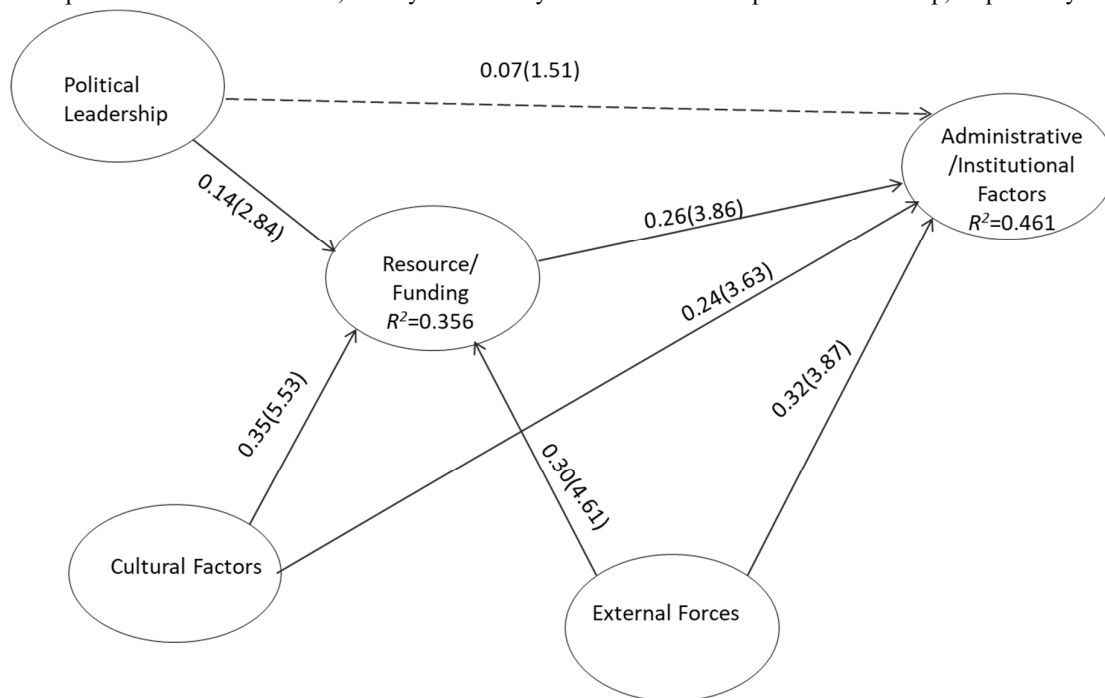 0.07(1.51)
Political
Leadership
Administrative
/Institutional
Factors
R²=0.461
0.14(2.84)
0.26(3.86)
Resource/
Funding
R²=0.356
0.24(3.63)
0.32(3.87)
0.35(5.53)
0.30(4.61)
Cultural Factors
External Forces